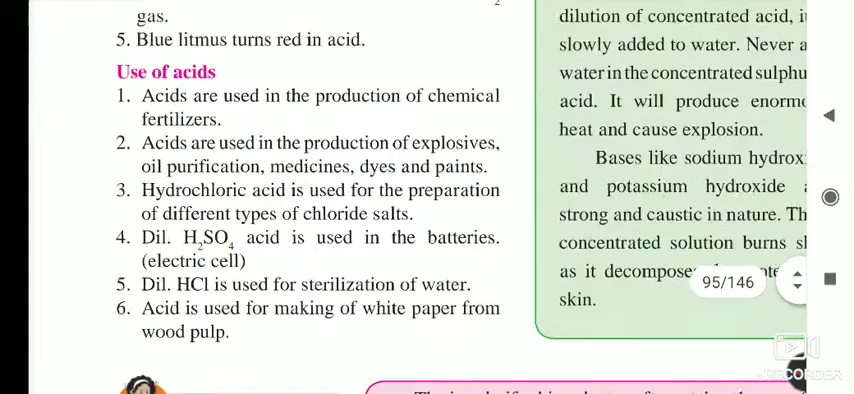 gas.
5. Blue litmus turns red in acid.
Use of acids
1. Acids are used in the production of chemical
fertilizers.
2. Acids are used in the production of explosives,
oil purification, medicines, dyes and paints.
3. Hydrochloric acid is used for the preparation
of different types of chloride salts.
4. Dil. H₂SO₄ acid is used in the batteries.
(electric cell)
5. Dil. HCl is used for sterilization of water.
6. Acid is used for making of white paper from
wood pulp.
dilution of concentrated acid,
slowly added to water. Never
water in the concentrated
acid. It will produce
heat and cause explosion.
Bases like sodium
and potassium hydroxide
strong and caustic in nature.
concentrated solution burns
as it
skin.
95/146
RECORDER